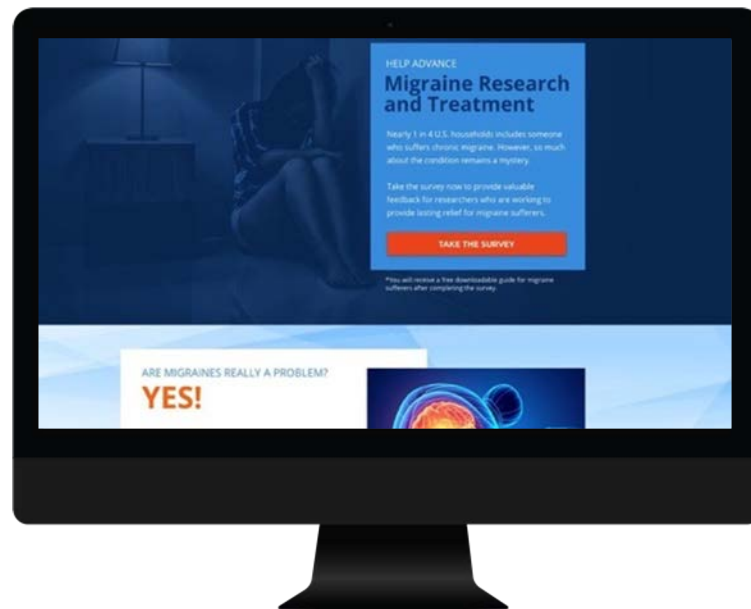 HELP ADVANCE
Migraine Research
and Treatment
Nearly 1 in 4 U.S. households includes someone
who suffers chronic migraine. However, so much
about the condition remains a mystery.
Take the survey now to provide valuable
feedback for researchers who are working to
provide lasting relief for migraine sufferers.
TAKE THE SURVEY
*You will receive a free downloadable guide for migraine
sufferers after completing the survey.
ARE MIGRAINES REALLY A PROBLEM?
YES!